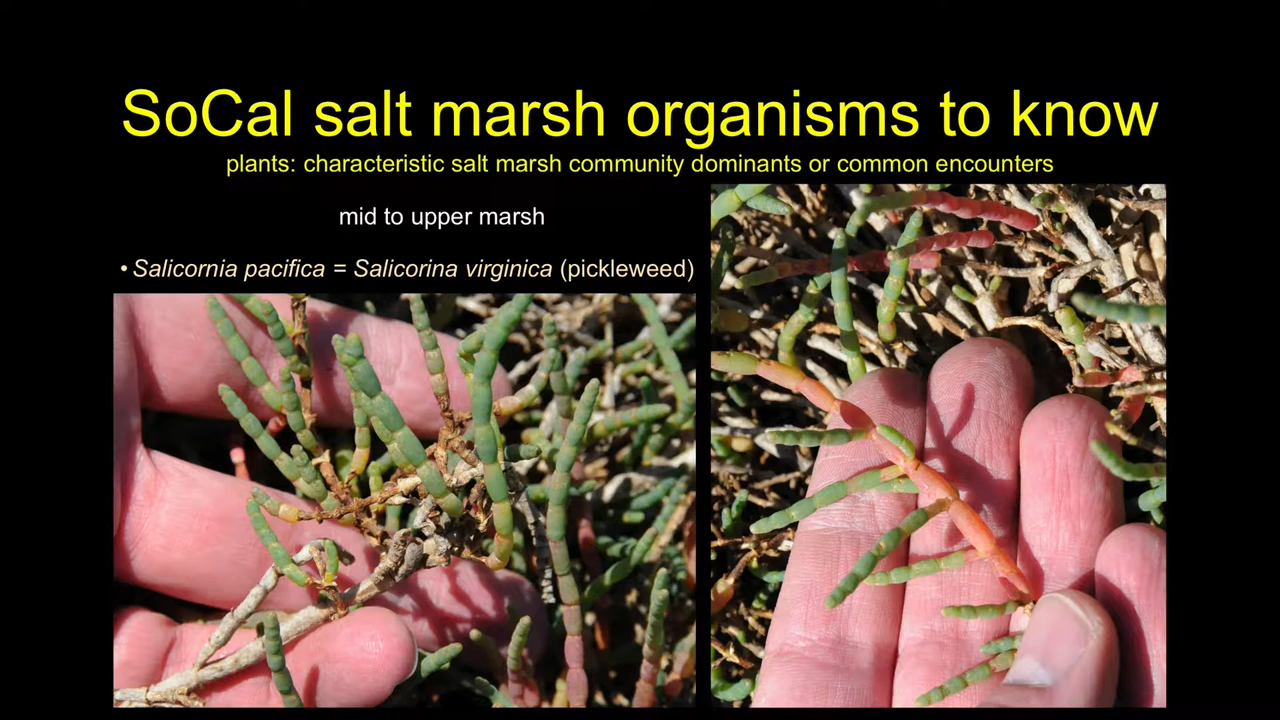 SoCal salt marsh organisms to know
plants: characteristic salt marsh community dominants or common encounters
mid to upper marsh
• Salicornia pacifica = Salicorina virginica (pickleweed)